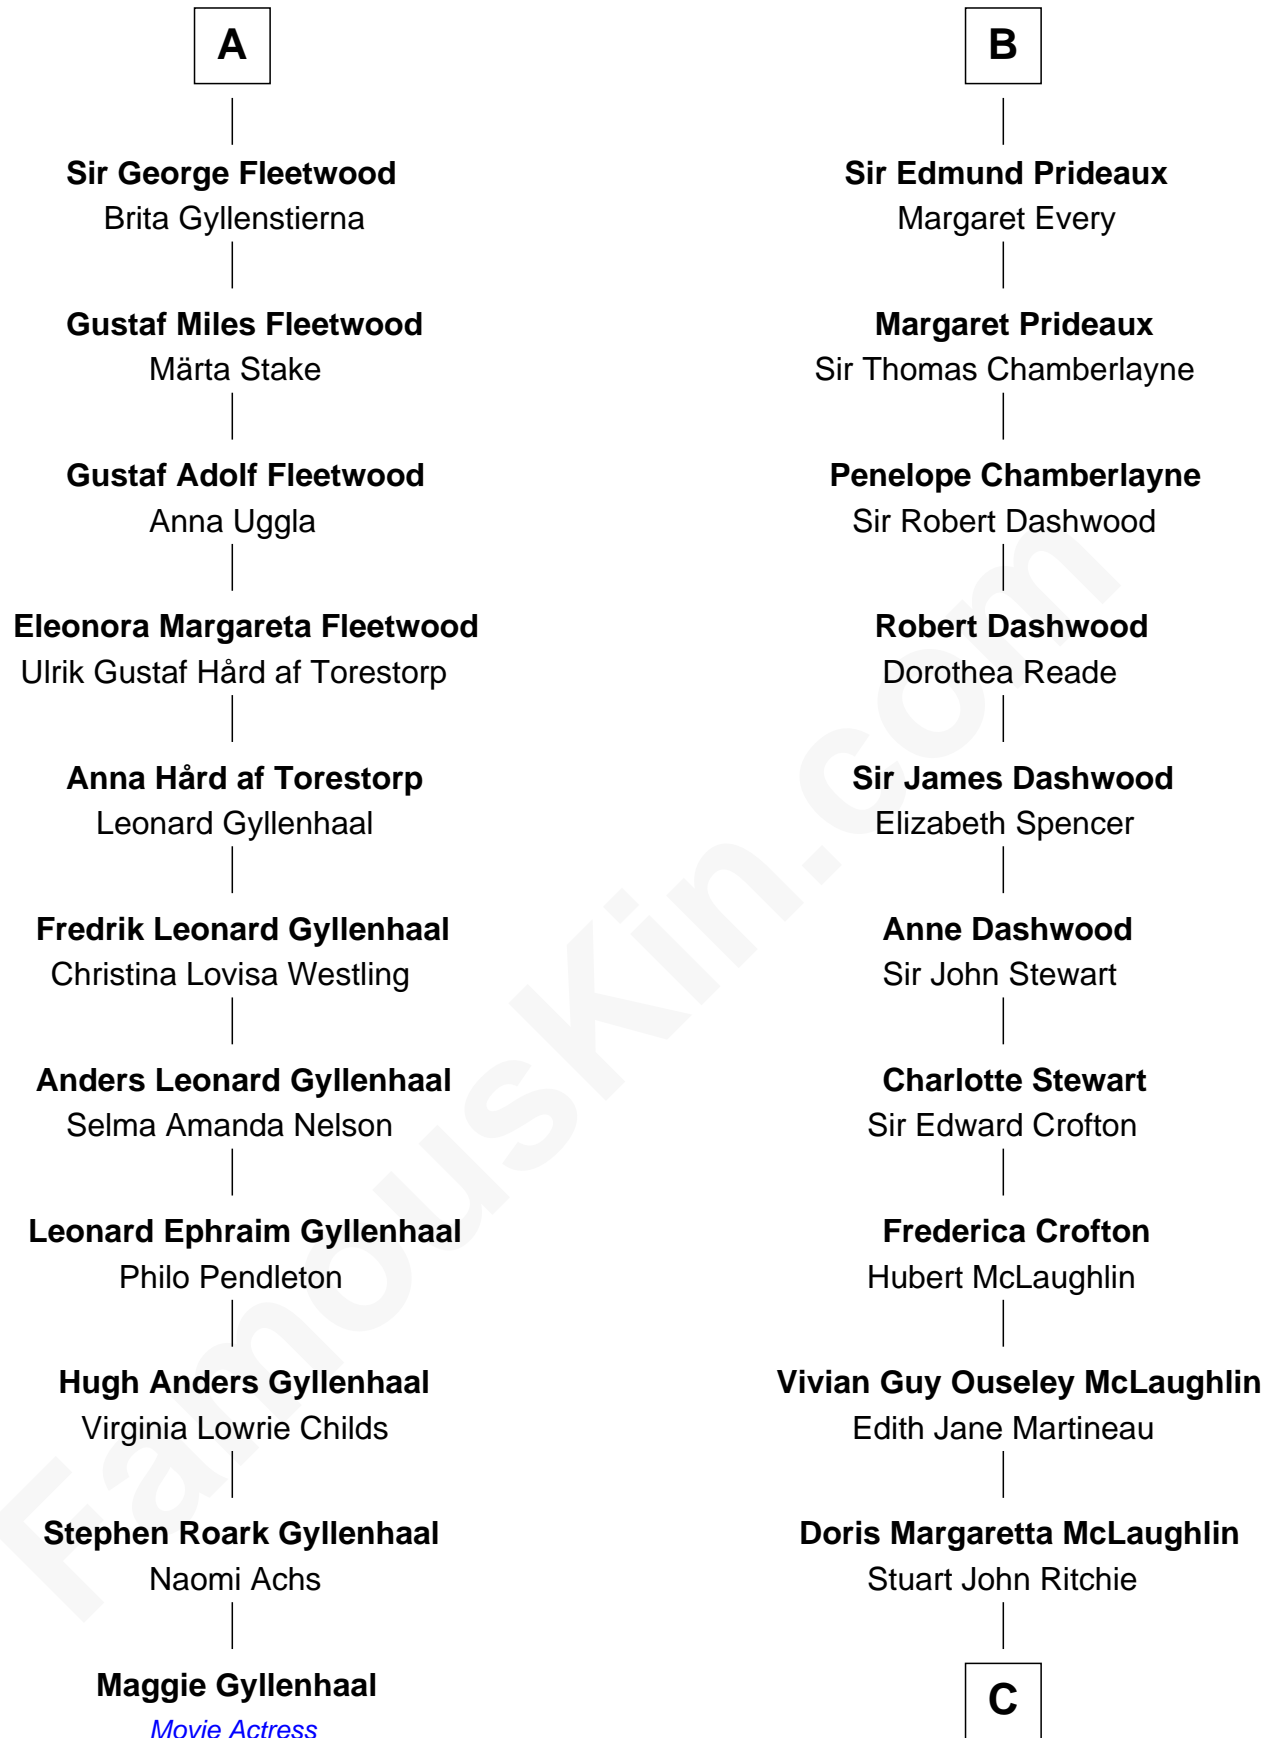 A
Sir George Fleetwood
Brita Gyllenstierna
Gustaf Miles Fleetwood
Märta Stake
Gustaf Adolf Fleetwood
Anna Uggla
Eleonora Margareta Fleetwood
Ulrik Gustaf Hård af Torestorp
Anna Hård af Torestorp
Leonard Gyllenhaal
Fredrik Leonard Gyllenhaal
Christina Lovisa Westling
Anders Leonard Gyllenhaal
Selma Amanda Nelson
Leonard Ephraim Gyllenhaal
Philo Pendleton
Hugh Anders Gyllenhaal
Virginia Lowrie Childs
Stephen Roark Gyllenhaal
Naomi Achs
Maggie Gyllenhaal
Movie Actress
B
Sir Edmund Prideaux
Margaret Every
Margaret Prideaux
Sir Thomas Chamberlayne
Penelope Chamberlayne
Sir Robert Dashwood
Robert Dashwood
Dorothea Reade
Sir James Dashwood
Elizabeth Spencer
Anne Dashwood
Sir John Stewart
Charlotte Stewart
Sir Edward Crofton
Frederica Crofton
Hubert McLaughlin
Vivian Guy Ouseley McLaughlin
Edith Jane Martineau
Doris Margaretta McLaughlin
Stuart John Ritchie
C
FamousKin.com